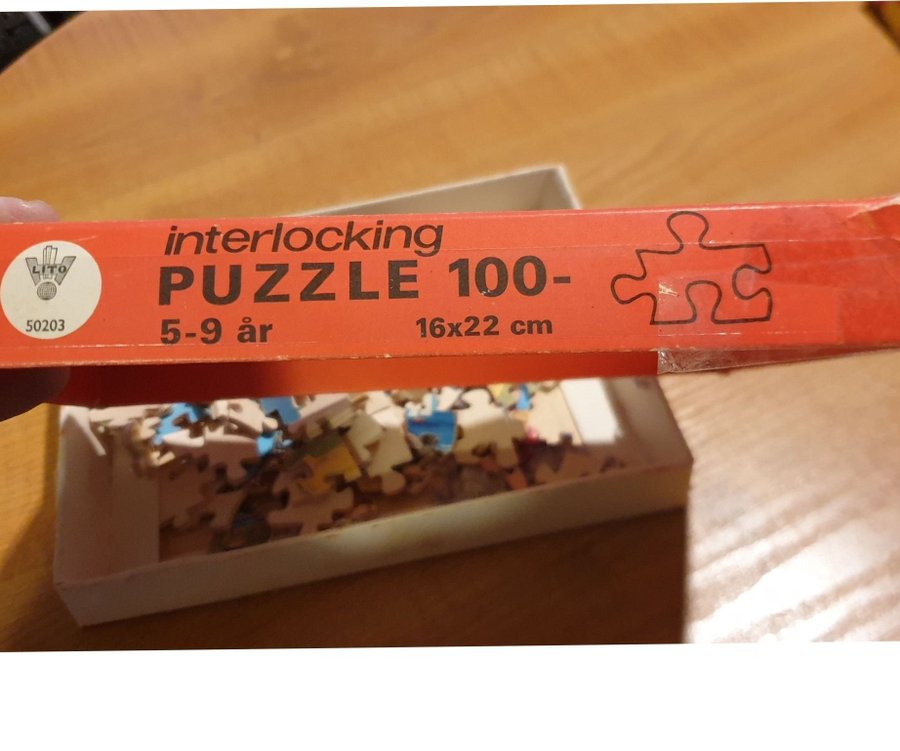 LITO
50203
interlocking
PUZZLE 100-
5-9 år
16x22 cm